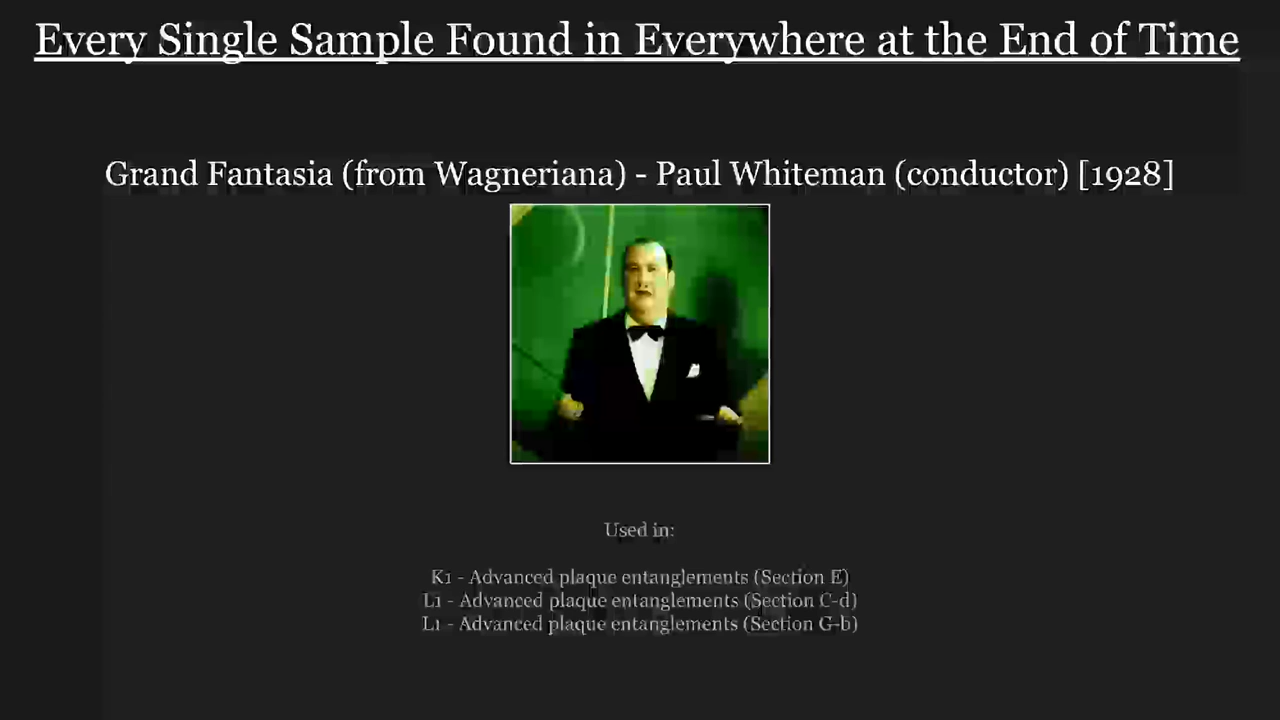 Every Single Sample Found in Everywhere at the End of Time
Grand Fantasia (from Wagneriana) - Paul Whiteman (conductor) [1928]
Used in:
K1 - Advanced plaque entanglements (Section E)
L1 - Advanced plaque entanglements (Section C-d)
L1 - Advanced plaque entanglements (Section G-b)